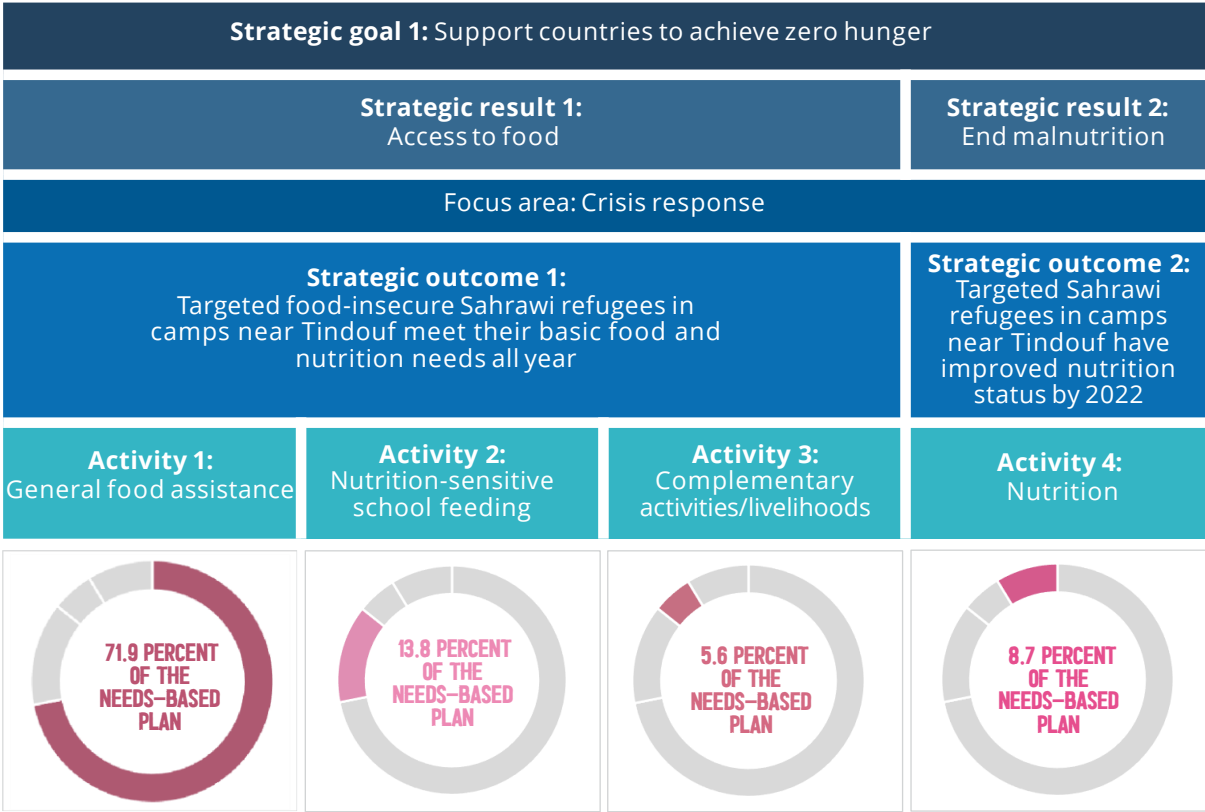 Strategic goal 1: Support countries to achieve zero hunger
Strategic result 1:
Access to food
Strategic result 2:
End malnutrition
Focus area: Crisis response
Strategic outcome 1:
Targeted food-insecure Sahrawi refugees in
camps near Tindouf meet their basic food and
nutrition needs all year
Strategic outcome 2:
Targeted Sahrawi
refugees in camps
near Tindouf have
improved nutrition
status by 2022
Activity 1:
General food assistance
Activity 2:
Nutrition-sensitive
school feeding
Activity 3:
Complementary
activities/livelihoods
Activity 4:
Nutrition
71.9 PERCENT
OF THE
NEEDS-BASED
PLAN
13.8 PERCENT
OF THE
NEEDS-BASED
PLAN
5.6 PERCENT
OF THE
NEEDS-BASED
PLAN
8.7 PERCENT
OF THE
NEEDS-BASED
PLAN